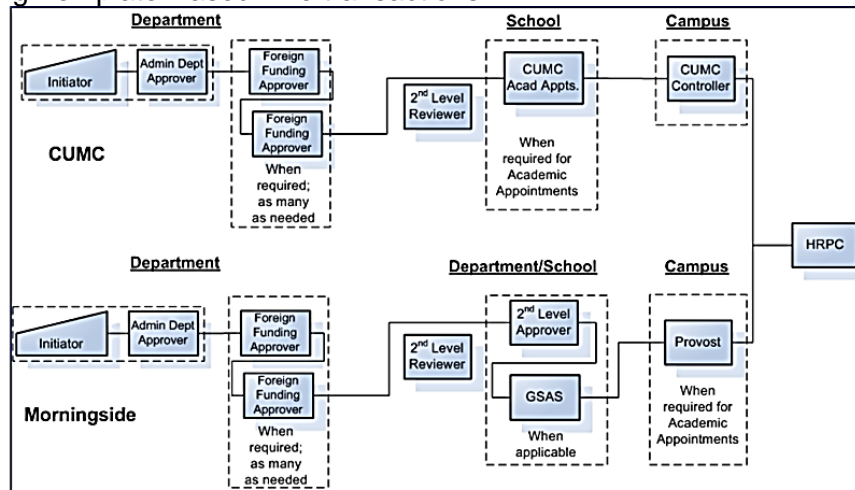 Department
School
Campus
Initiator
Admin Dept
Approver
Foreign
Funding
Approver
Foreign
Funding
Approver
When
required;
as many
as needed
2nd Level
Reviewer
CUMC
Acad Appts.
When
required for
Academic
Appointments
CUMC
Controller
CUMC
HRPC
Department
Department/School
Campus
Initiator
Admin Dept
Approver
Foreign
Funding
Approver
Foreign
Funding
Approver
When
required;
as many
as needed
2nd Level
Reviewer
2nd Level
Approver
GSAS
When
applicable
Provost
When
required for
Academic
Appointments
Morningside